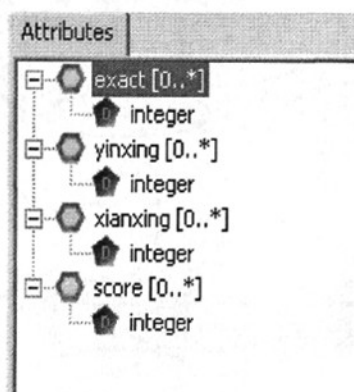 Attributes
exact [0..*]
D integer
yinxing [0..*]
D integer
xianxing [0..*]
D integer
score [0..*]
D integer